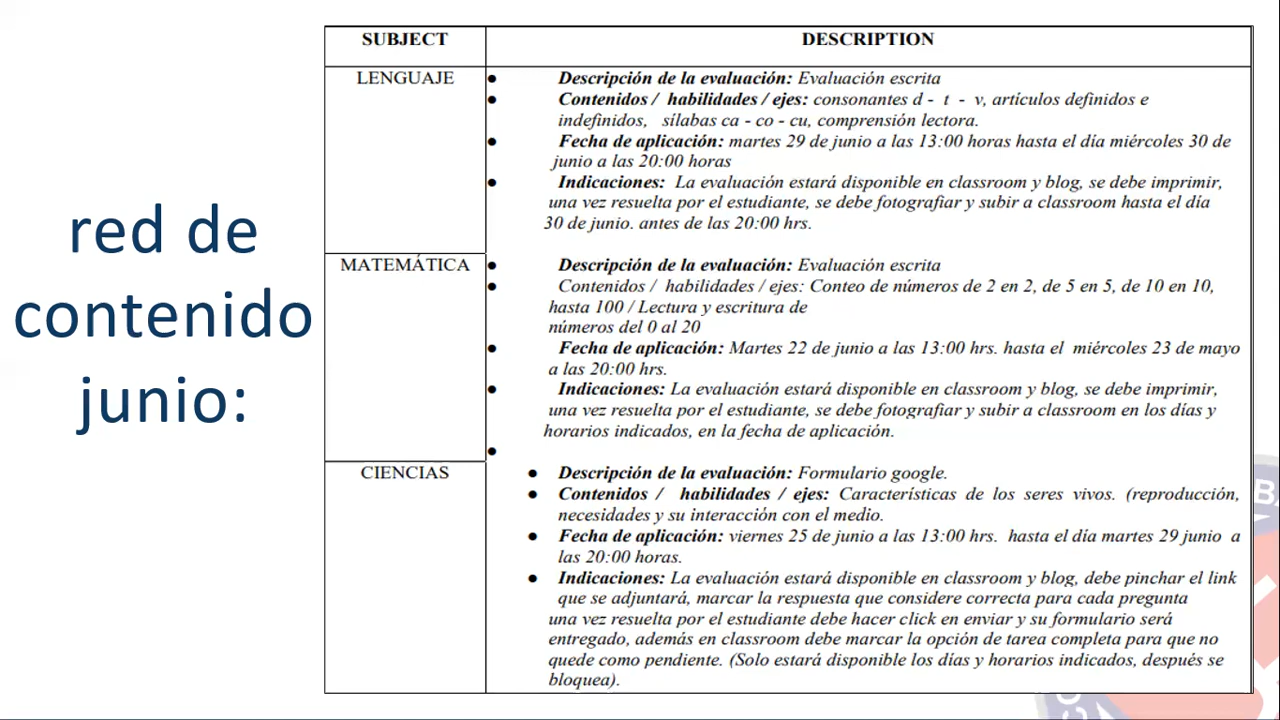 red de
contenido
junio:
SUBJECT DESCRIPTION
LENGUAJE
● Descripción de la evaluación: Evaluación escrita
● Contenidos / habilidades / ejes: consonantes d - t - v, artículos definidos e
indefinidos, sílabas ca - co - cu, comprensión lectora.
● Fecha de aplicación: martes 29 de junio a las 13:00 horas hasta el día miércoles 30 de
junio a las 20:00 horas
● Indicaciones: La evaluación estará disponible en classroom y blog, se debe imprimir,
una vez resuelta por el estudiante, se debe fotografiar y subir a classroom hasta el día
30 de junio. antes de las 20:00 hrs.
MATEMÁTICA
● Descripción de la evaluación: Evaluación escrita
● Contenidos / habilidades / ejes: Conteo de números de 2 en 2, de 5 en 5, de 10 en 10,
hasta 100 / Lectura y escritura de
números del 0 al 20
● Fecha de aplicación: Martes 22 de junio a las 13:00 hrs. hasta el miércoles 23 de mayo
a las 20:00 hrs.
● Indicaciones: La evaluación estará disponible en classroom y blog, se debe imprimir,
una vez resuelta por el estudiante, se debe fotografiar y subir a classroom en los días y
horarios indicados, en la fecha de aplicación.
●
CIENCIAS
● Descripción de la evaluación: Formulario google.
● Contenidos / habilidades / ejes: Características de los seres vivos. (reproducción,
necesidades y su interacción con el medio.
● Fecha de aplicación: viernes 25 de junio a las 13:00 hrs. hasta el día martes 29 junio a
las 20:00 horas.
● Indicaciones: La evaluación estará disponible en classroom y blog, debe pinchar el link
que se adjuntará, marcar la respuesta que considere correcta para cada pregunta
una vez resuelta por el estudiante debe hacer click en enviar y su formulario será
entregado, además en classroom debe marcar la opción de tarea completa para que no
quede como pendiente. (Solo estará disponible los días y horarios indicados, después se
bloquea).